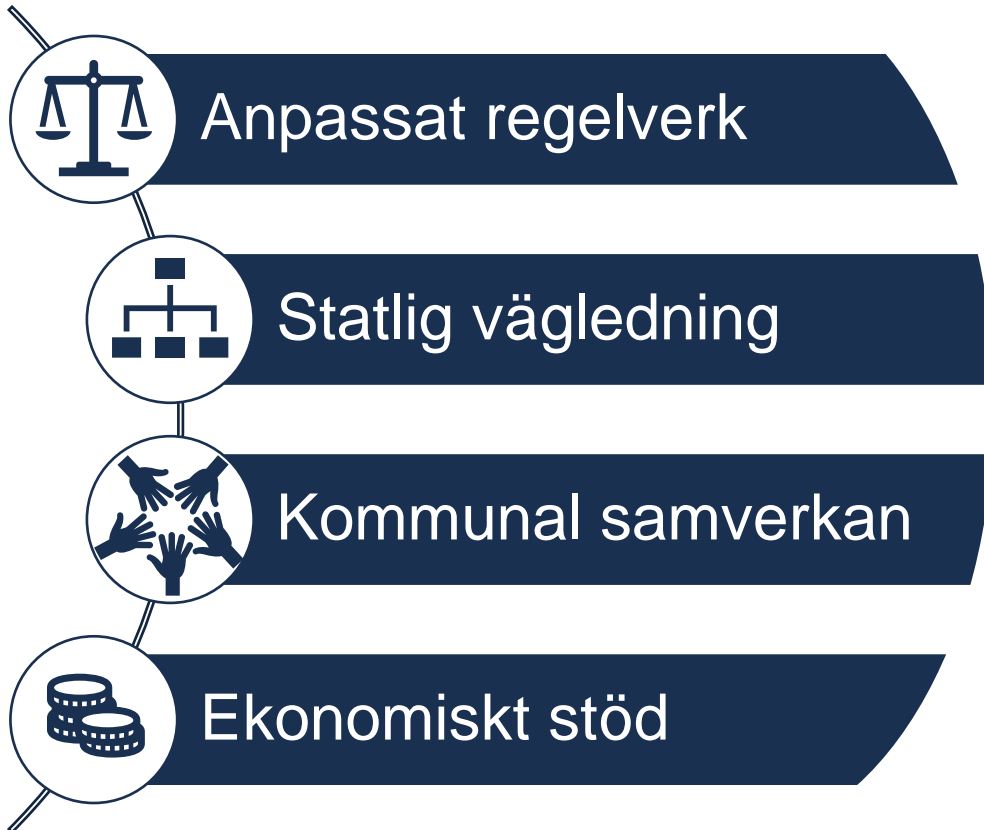 Anpassat regelverk
Statlig vägledning
Kommunal samverkan
Ekonomiskt stöd